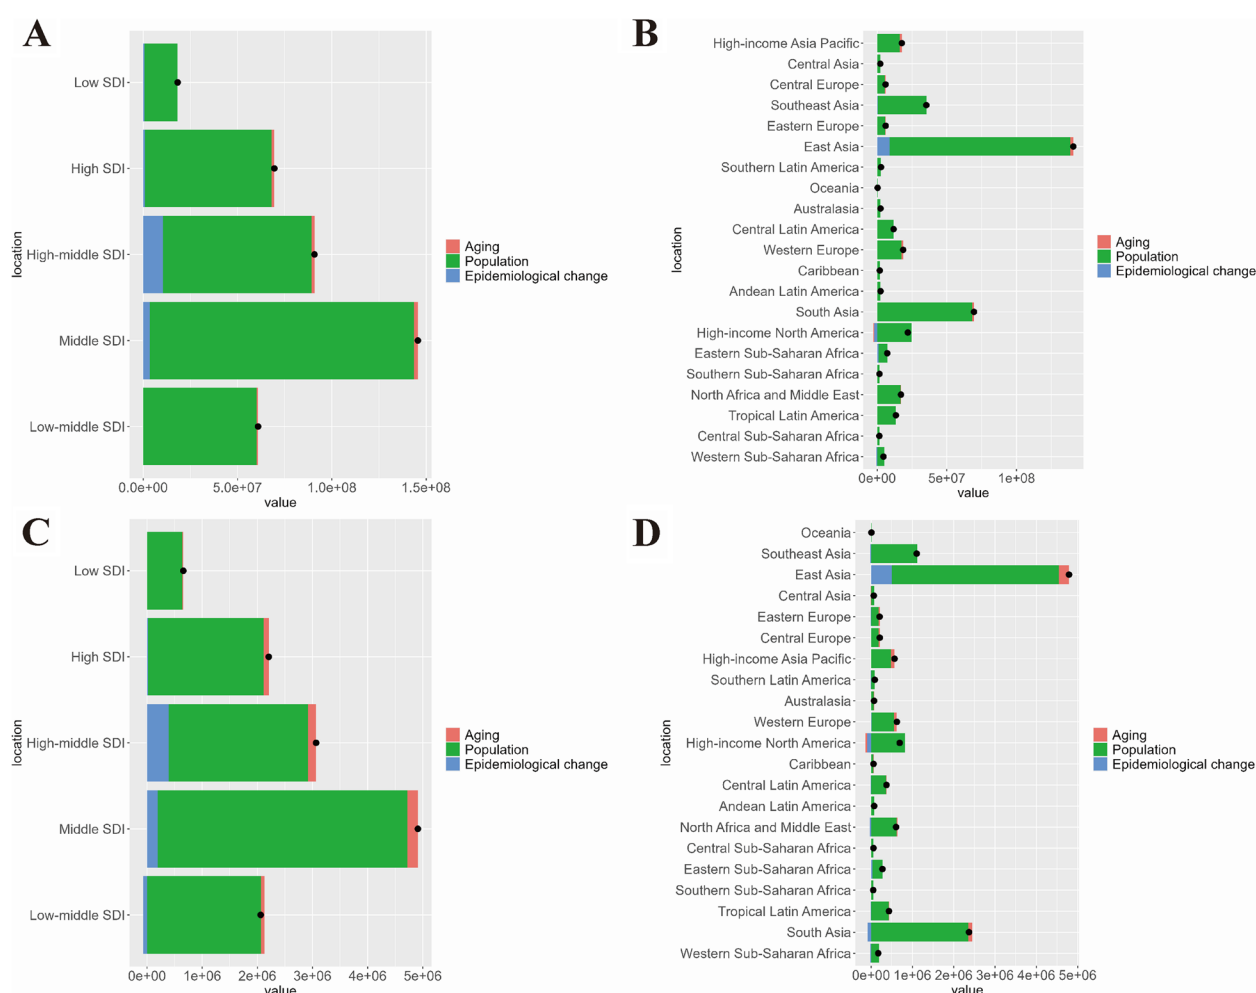 A
Low SDI
High SDI
High-middle SDI
Middle SDI
Low-middle SDI
location
0.0e+00 5.0e+07 1.0e+08 1.5e+08
value
Aging
Population
Epidemiological change
B
High-income Asia Pacific
Central Asia
Central Europe
Southeast Asia
Eastern Europe
East Asia
Southern Latin America
Oceania
Australasia
Central Latin America
Western Europe
Caribbean
Andean Latin America
South Asia
High-income North America
Eastern Sub-Saharan Africa
Southern Sub-Saharan Africa
North Africa and Middle East
Tropical Latin America
Central Sub-Saharan Africa
Western Sub-Saharan Africa
location
0e+00 5e+07 1e+08
value
Aging
Population
Epidemiological change
C
Low SDI
High SDI
High-middle SDI
Middle SDI
Low-middle SDI
location
0e+00 1e+06 2e+06 3e+06 4e+06 5e+06
value
Aging
Population
Epidemiological change
D
Oceania
Southeast Asia
East Asia
Central Asia
Eastern Europe
Central Europe
High-income Asia Pacific
Southern Latin America
Australasia
Western Europe
High-income North America
Caribbean
Central Latin America
Andean Latin America
North Africa and Middle East
Central Sub-Saharan Africa
Eastern Sub-Saharan Africa
Southern Sub-Saharan Africa
Tropical Latin America
South Asia
Western Sub-Saharan Africa
location
0e+00 1e+06 2e+06 3e+06 4e+06 5e+06
value
Aging
Population
Epidemiological change